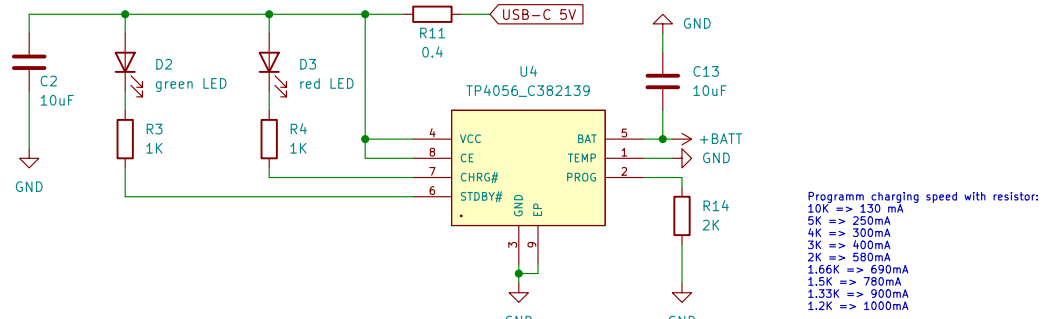 USB-C 5V
R11
0.4
GND
C2
10uF
D2
green LED
D3
red LED
U4
TP4056_C382139
C13
10uF
R3
1K
R4
1K
4
8
7
6
VCC
CE
CHRG#
STDBY#
BAT
TEMP
PROG
5
1
2
+BATT
GND
GND
GND
EP
3
9
R14
2K
GND
GND
GND
Programm charging speed with resistor:
10K => 130 mA
5K => 250mA
4K => 300mA
3K => 400mA
2K => 580mA
1.66K => 690mA
1.5K => 780mA
1.33K => 900mA
1.2K => 1000mA